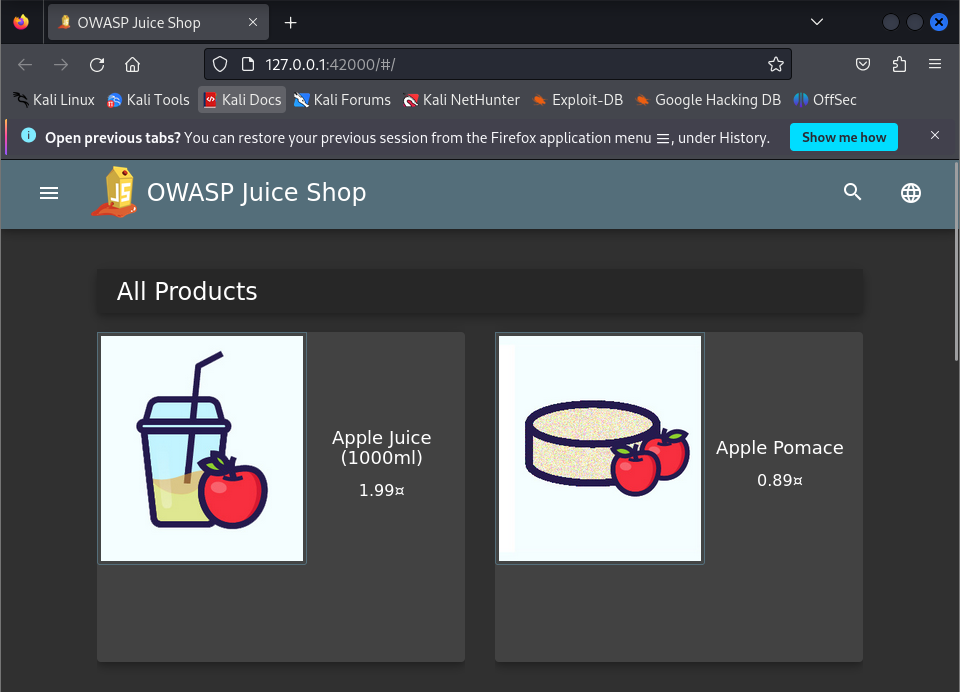 OWASP Juice Shop
127.0.0.1:42000/#/
Kali Linux Kali Tools Kali Docs Kali Forums Kali NetHunter Exploit-DB Google Hacking DB OffSec
Open previous tabs? You can restore your previous session from the Firefox application menu ☰, under History. Show me how
JS OWASP Juice Shop
All Products
Apple Juice
(1000ml)
1.99¤
Apple Pomace
0.89¤